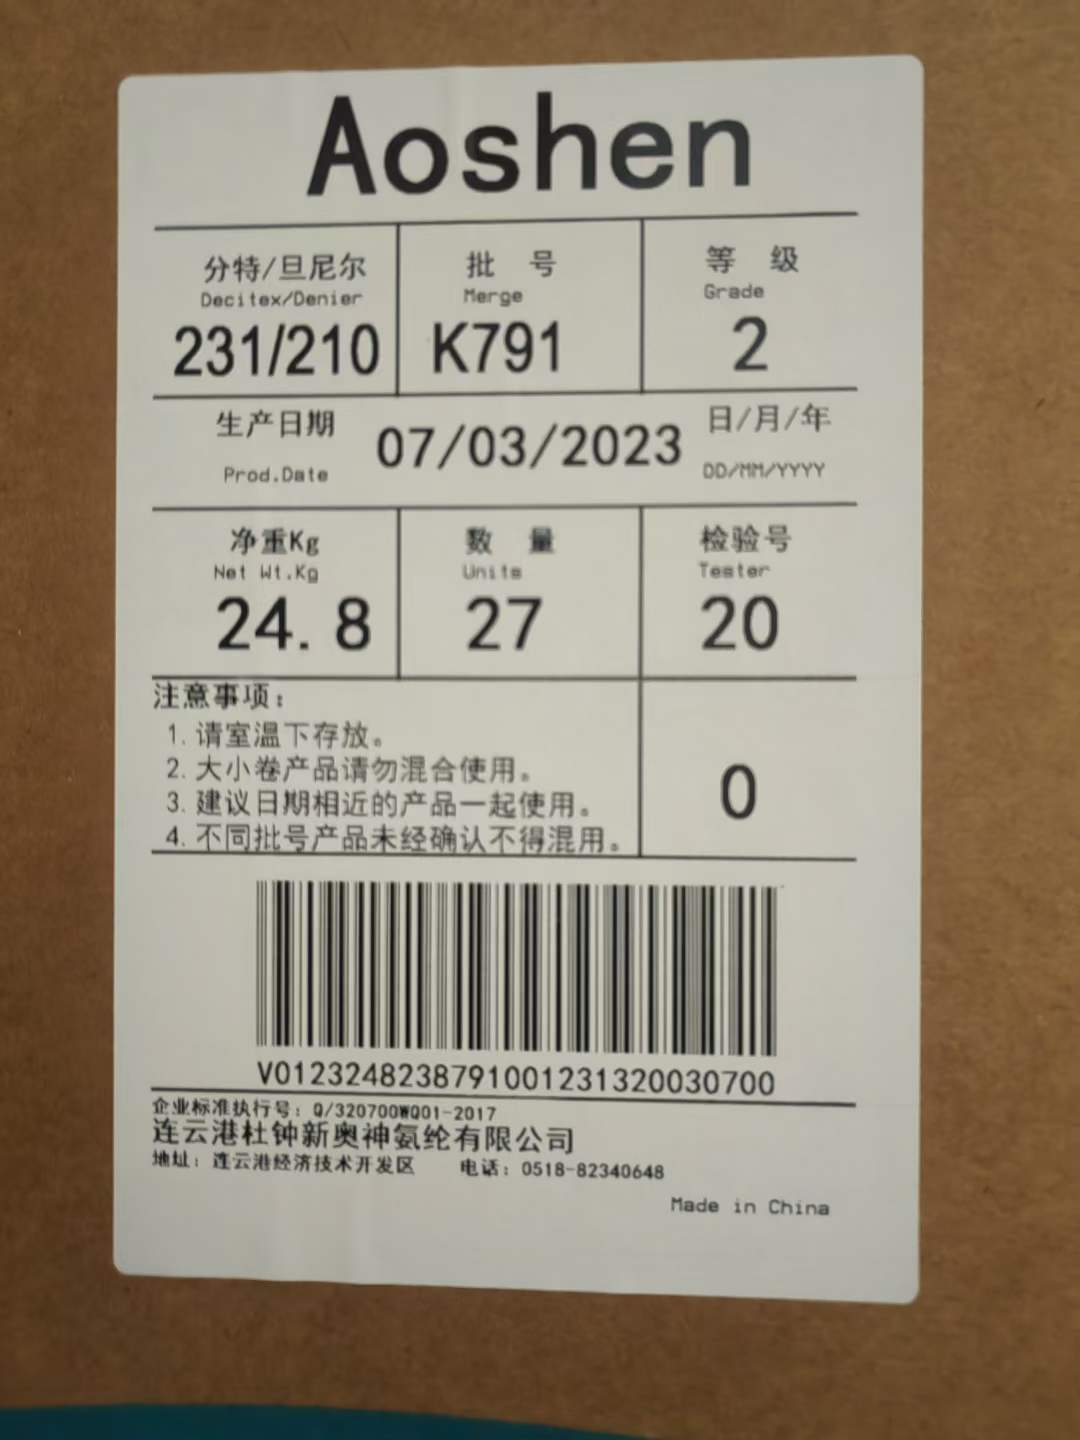 Aoshen
分特/旦尼尔 批 号 等 级
Decitex/Denier Merge Grade
231/210 K791 2
生产日期 07/03/2023 日/月/年
Prod.Date DD/MM/YYYY
净重Kg 数 量 检验号
Net Wt.Kg Units Tester
24.8 27 20
注意事项:
1. 请室温下存放。
2. 大小卷产品请勿混合使用。
3. 建议日期相近的产品一起使用。
4. 不同批号产品未经确认不得混用。
0
V01232482387910012313200​30700
企业标准执行号: Q/320700WQ01-2017
连云港杜钟新奥神氨纶有限公司
地址: 连云港经济技术开发区 电话: 0518-82340648
Made in China